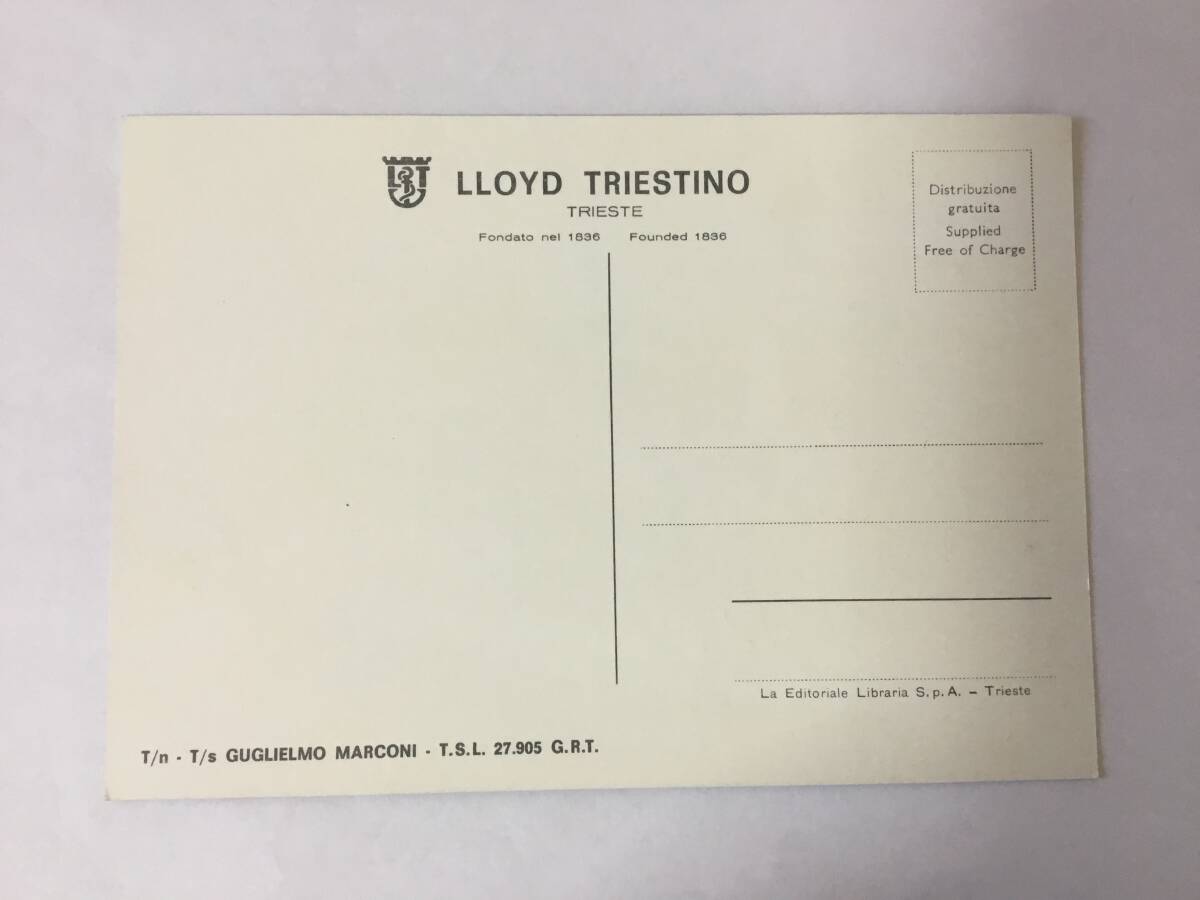 LT
LLOYD TRIESTINO
TRIESTE
Fondato nel 1836 Founded 1836
Distribuzione
gratuita
Supplied
Free of Charge
La Editoriale Libraria S.p.A. – Trieste
T/n - T/s GUGLIELMO MARCONI - T.S.L. 27.905 G.R.T.